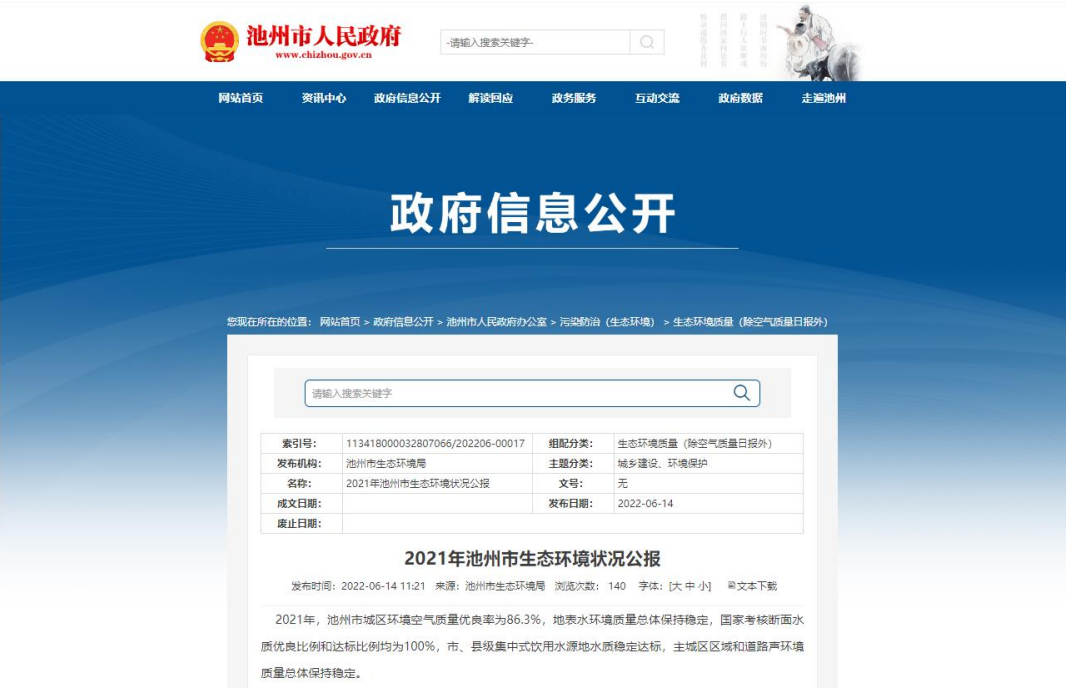 池州市人民政府
www.chizhou.gov.cn
-请输入搜索关键字-
网站首页 资讯中心 政府信息公开 解读回应 政务服务 互动交流 政府数据 走遍池州
政府信息公开
您现在所在的位置： 网站首页 > 政府信息公开 > 池州市人民政府办公室 > 污染防治（生态环境） > 生态环境质量（除空气质量日报外）
请输入搜索关键字
索引号： 113418000032807066/202206-00017 组配分类： 生态环境质量（除空气质量日报外）
发布机构： 池州市生态环境局 主题分类： 城乡建设、环境保护
名称： 2021年池州市生态环境状况公报 文号： 无
成文日期： 发布日期： 2022-06-14
废止日期：
2021年池州市生态环境状况公报
发布时间：2022-06-14 11:21 来源：池州市生态环境局 浏览次数： 140 字体：[大 中 小] 文本下载
2021年，池州市城区环境空气质量优良率为86.3%，地表水环境质量总体保持稳定，国家考核断面水
质优良比例和达标比例均为100%，市、县级集中式饮用水源地水质稳定达标，主城区区域和道路声环境
质量总体保持稳定。